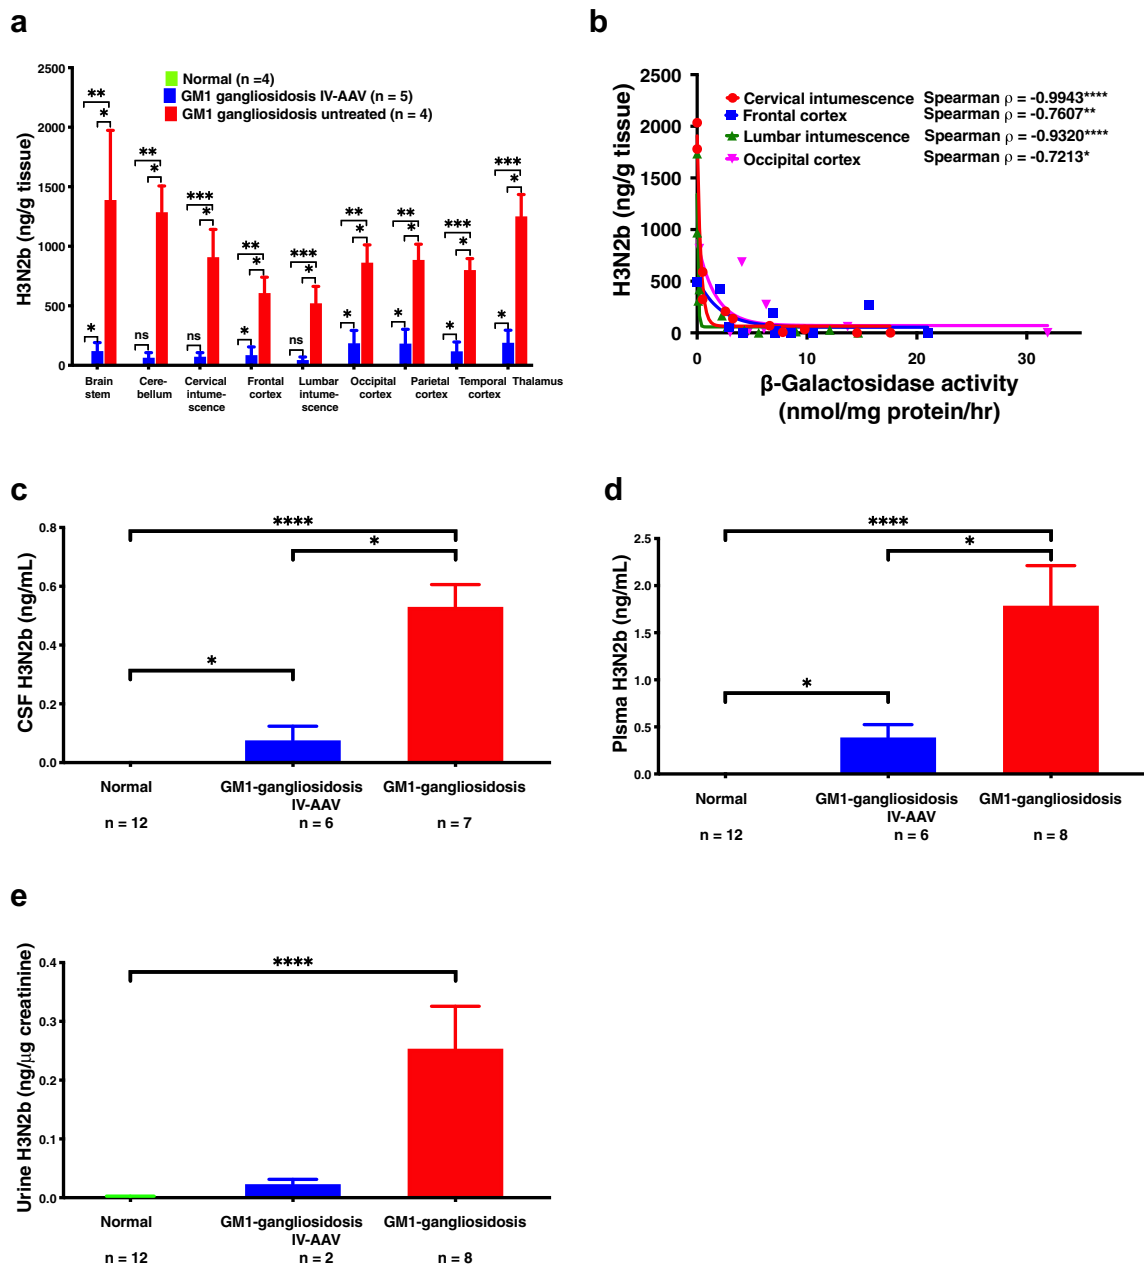 a
H3N2b (ng/g tissue)
2500
2000
1500
1000
500
0
Normal (n =4)
GM1 gangliosidosis IV-AAV (n = 5)
GM1 gangliosidosis untreated (n = 4)
** * *
** * ns
*** * ns
** * *
*** * ns
** * *
** * *
*** * *
*** * *
Brain
stem
Cere-
bellum
Cervical
intume-
scence
Frontal
cortex
Lumbar
intume-
scence
Occipital
cortex
Parietal
cortex
Temporal
cortex
Thalamus
b
H3N2b (ng/g tissue)
2500
2000
1500
1000
500
0
Cervical intumescence Spearman ρ = -0.9943****
Frontal cortex Spearman ρ = -0.7607**
Lumbar intumescence Spearman ρ = -0.9320****
Occipital cortex Spearman ρ = -0.7213*
0 10 20 30
β-Galactosidase activity
(nmol/mg protein/hr)
c
CSF H3N2b (ng/mL)
0.8
0.6
0.4
0.2
0.0
****
*
*
Normal
GM1-gangliosidosis
IV-AAV
GM1-gangliosidosis
n = 12 n = 6 n = 7
d
Plsma H3N2b (ng/mL)
2.5
2.0
1.5
1.0
0.5
0.0
****
*
*
Normal
GM1-gangliosidosis
IV-AAV
GM1-gangliosidosis
n = 12 n = 6 n = 8
e
Urine H3N2b (ng/μg creatinine)
0.4
0.3
0.2
0.1
0.0
****
Normal
GM1-gangliosidosis
IV-AAV
GM1-gangliosidosis
n = 12 n = 2 n = 8